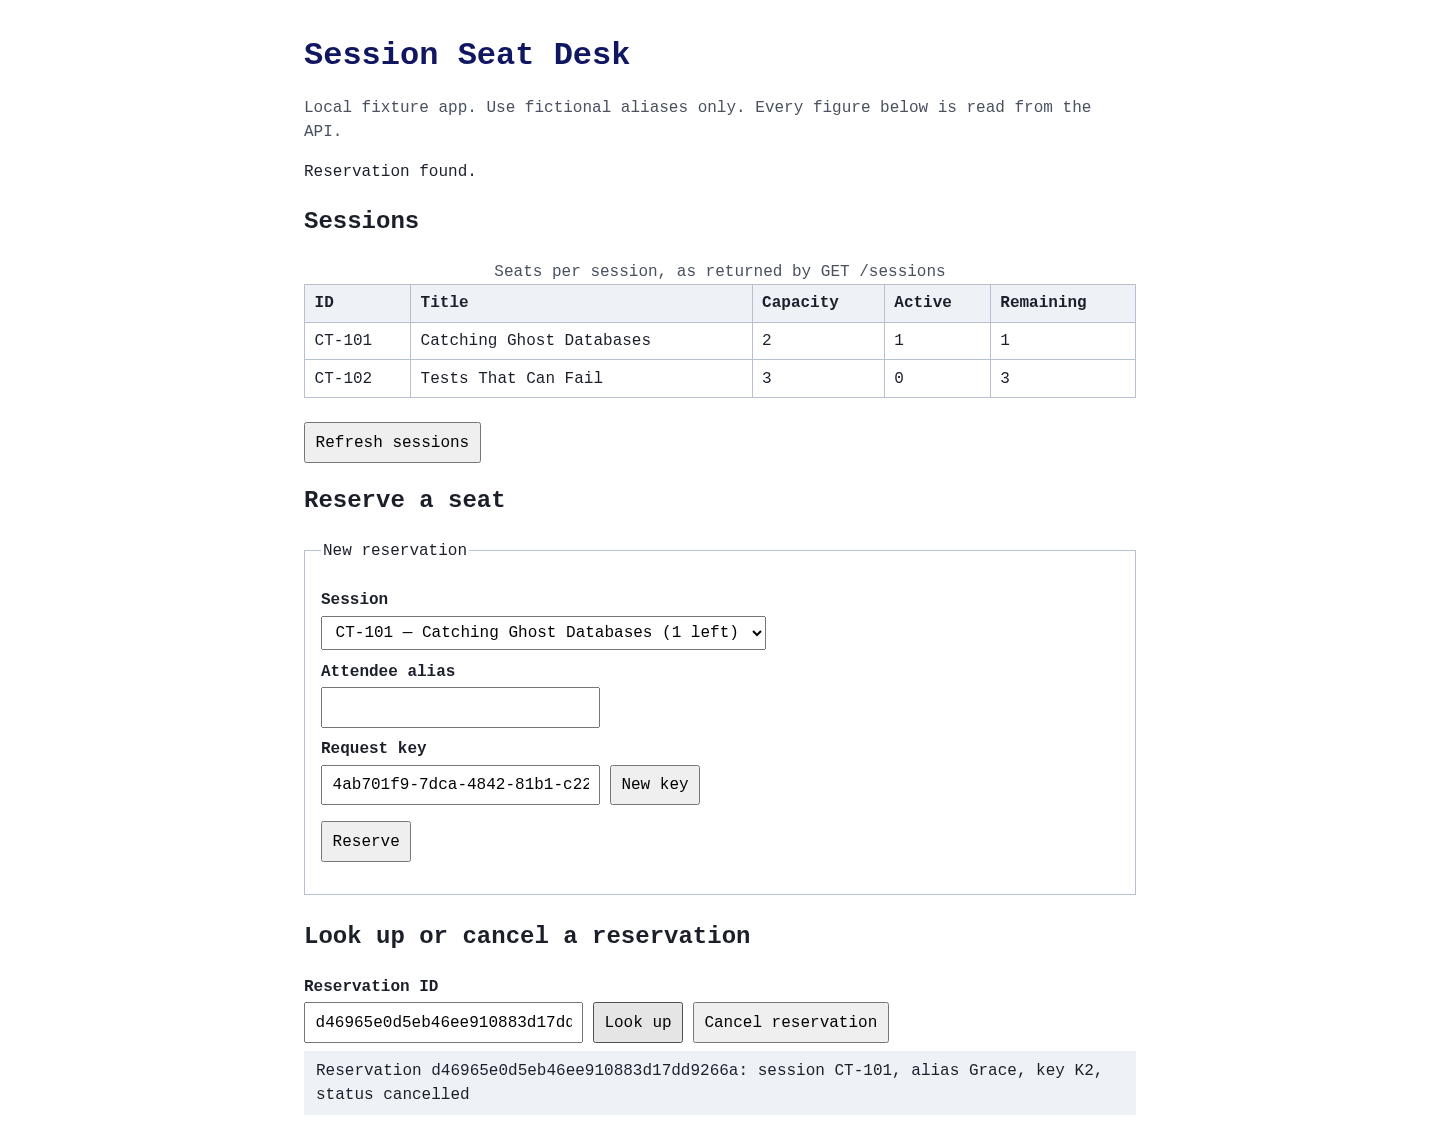 Session Seat Desk
Local fixture app. Use fictional aliases only. Every figure below is read from the
API.
Reservation found.
Sessions
Seats per session, as returned by GET /sessions
ID Title Capacity Active Remaining
CT-101 Catching Ghost Databases 2 1 1
CT-102 Tests That Can Fail 3 0 3
Refresh sessions
Reserve a seat
New reservation
Session
CT-101 — Catching Ghost Databases (1 left)
Attendee alias
Request key
4ab701f9-7dca-4842-81b1-c22 New key
Reserve
Look up or cancel a reservation
Reservation ID
d46965e0d5eb46ee910883d17dd Look up Cancel reservation
Reservation d46965e0d5eb46ee910883d17dd9266a: session CT-101, alias Grace, key K2,
status cancelled